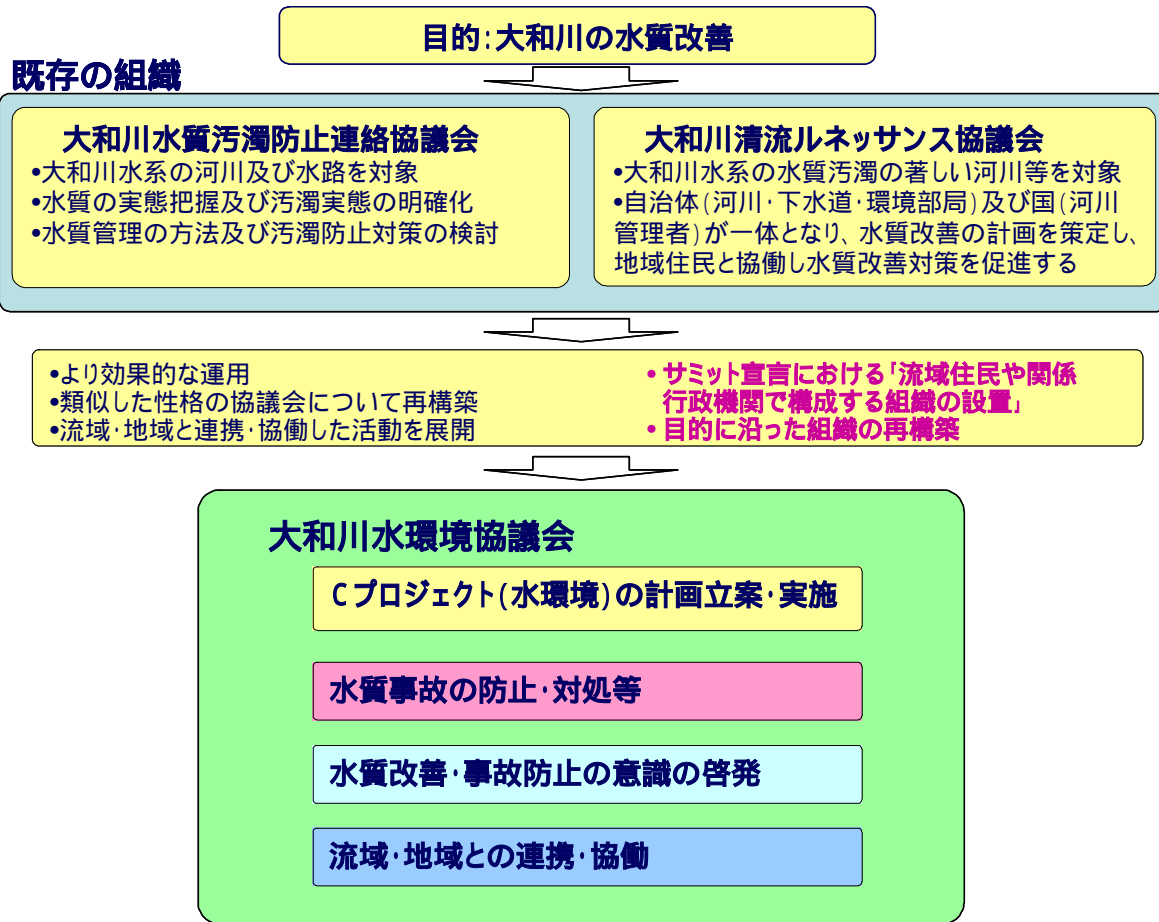 目的:大和川の水質改善
既存の組織
大和川水質汚濁防止連絡協議会
•大和川水系の河川及び水路を対象
•水質の実態把握及び汚濁実態の明確化
•水質管理の方法及び汚濁防止対策の検討
大和川清流ルネッサンス協議会
•大和川水系の水質汚濁の著しい河川等を対象
•自治体(河川・下水道・環境部局)及び国(河川
管理者)が一体となり、水質改善の計画を策定し、
地域住民と協働し水質改善対策を促進する
•より効果的な運用
•類似した性格の協議会について再構築
•流域・地域と連携・協働した活動を展開
•サミット宣言における「流域住民や関係
行政機関で構成する組織の設置」
•目的に沿った組織の再構築
大和川水環境協議会
Cプロジェクト(水環境)の計画立案・実施
水質事故の防止・対処等
水質改善・事故防止の意識の啓発
流域・地域との連携・協働